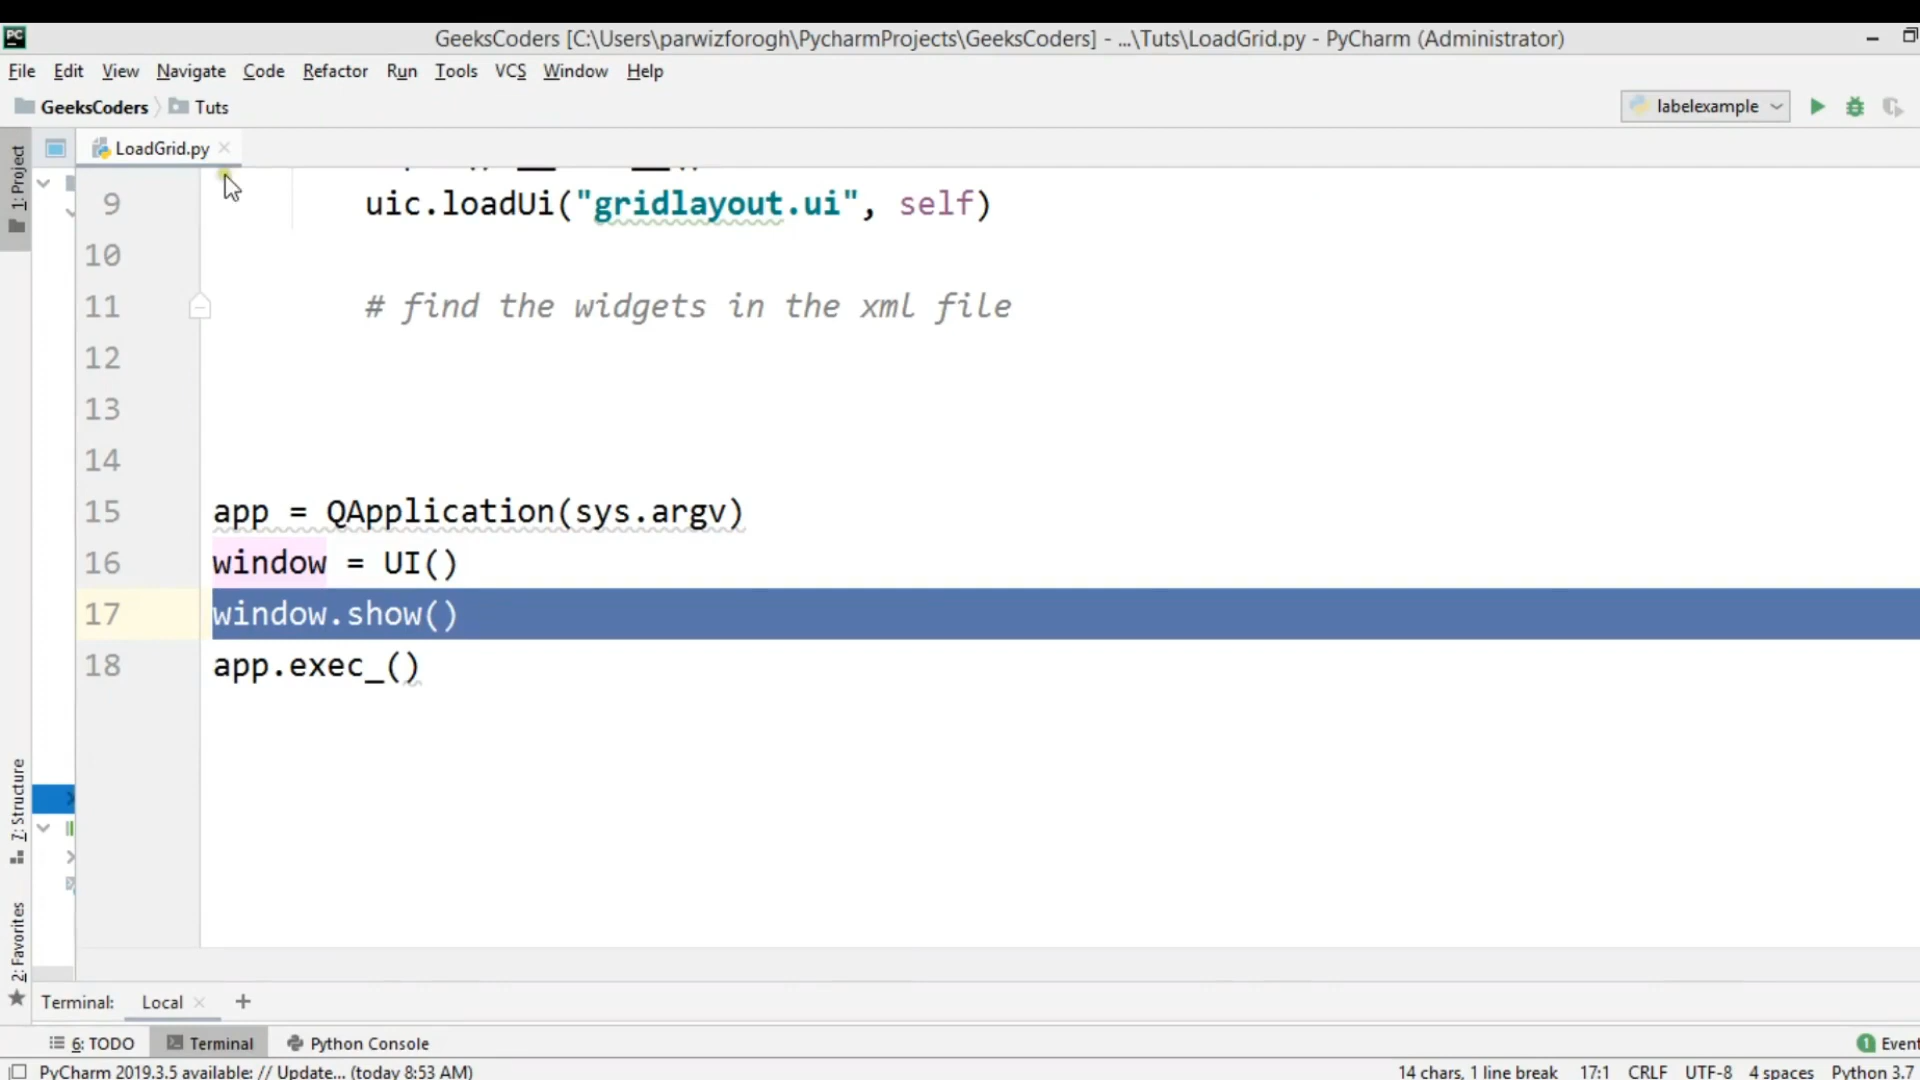 PC
GeeksCoders [C:\Users\parwizforogh\PycharmProjects\GeeksCoders] - ...\Tuts\LoadGrid.py - PyCharm (Administrator)
File Edit View Navigate Code Refactor Run Tools VCS Window Help
GeeksCoders Tuts
labelexample
1: Project
LoadGrid.py
9 uic.loadUi("gridlayout.ui", self)
10
11 # find the widgets in the xml file
12
13
14
15 app = QApplication(sys.argv)
16 window = UI()
17 window.show()
18 app.exec_()
7: Structure
2: Favorites
Terminal: Local +
6: TODO Terminal Python Console
1 Event
PyCharm 2019.3.5 available: // Update... (today 8:53 AM)
14 chars, 1 line break 17:1 CRLF UTF-8 4 spaces Python 3.7